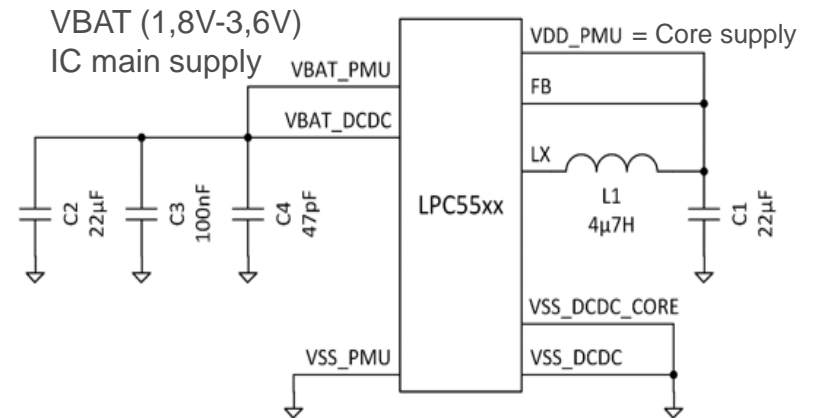 VBAT (1,8V-3,6V)
IC main supply
VBAT_PMU
VBAT_DCDC
C2
22µF
C3
100nF
C4
47pF
VSS_PMU
LPC55xx
VDD_PMU = Core supply
FB
LX
L1
4µ7H
C1
22µF
VSS_DCDC_CORE
VSS_DCDC